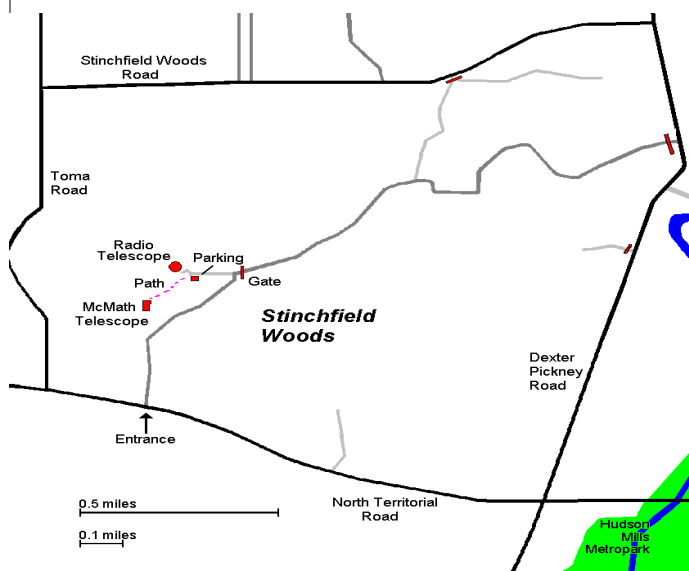 Stinchfield Woods
Road
Toma
Road
Radio
Telescope
Parking
Path
Gate
McMath
Telescope
Stinchfield
Woods
Dexter
Pickney
Road
Entrance
0.5 miles
North Territorial
Road
0.1 miles
Hudson
Mills
Metropark